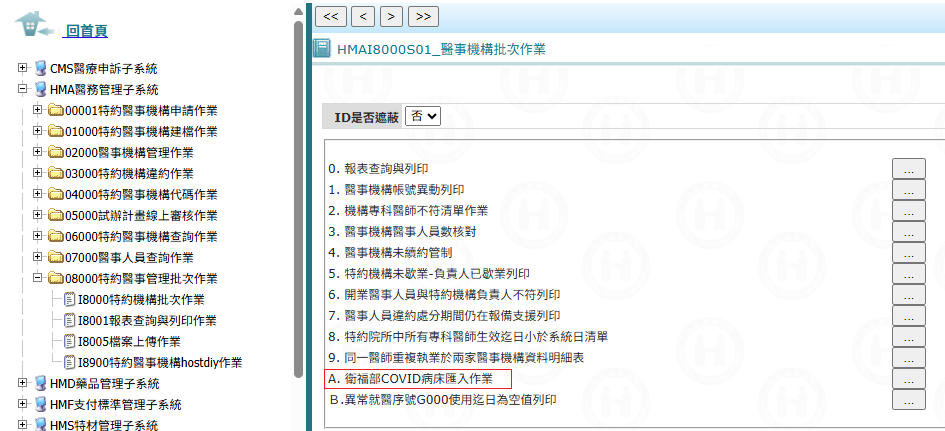 回首頁
CMS醫療申訴子系統
HMA醫務管理子系統
00001特約醫事機構申請作業
01000特約醫事機構建檔作業
02000醫事機構管理作業
03000特約機構違約作業
04000特約醫事機構代碼作業
05000試辦計畫線上審核作業
06000特約醫事機構查詢作業
07000醫事人員查詢作業
08000特約醫事管理批次作業
I8000特約機構批次作業
I8001報表查詢與列印作業
I8005檔案上傳作業
I8900特約醫事機構hostdiy作業
HMD藥品管理子系統
HMF支付標準管理子系統
HMS特材管理子系統
<< < > >>
HMAI8000S01_醫事機構批次作業
ID是否遮蔽 否
0. 報表查詢與列印 ...
1. 醫事機構帳號異動列印 ...
2. 機構專科醫師不符清單作業 ...
3. 醫事機構醫事人員數核對 ...
4. 醫事機構未續約管制 ...
5. 特約機構未歇業-負責人已歇業列印 ...
6. 開業醫事人員與特約機構負責人不符列印 ...
7. 醫事人員違約處分期間仍在報備支援列印 ...
8. 特約院所中所有專科醫師生效迄日小於系統日清單 ...
9. 同一醫師重複執業於兩家醫事機構資料明細表 ...
A. 衛福部COVID病床匯入作業 ...
B.異常就醫序號G000使用迄日為空值列印 ...